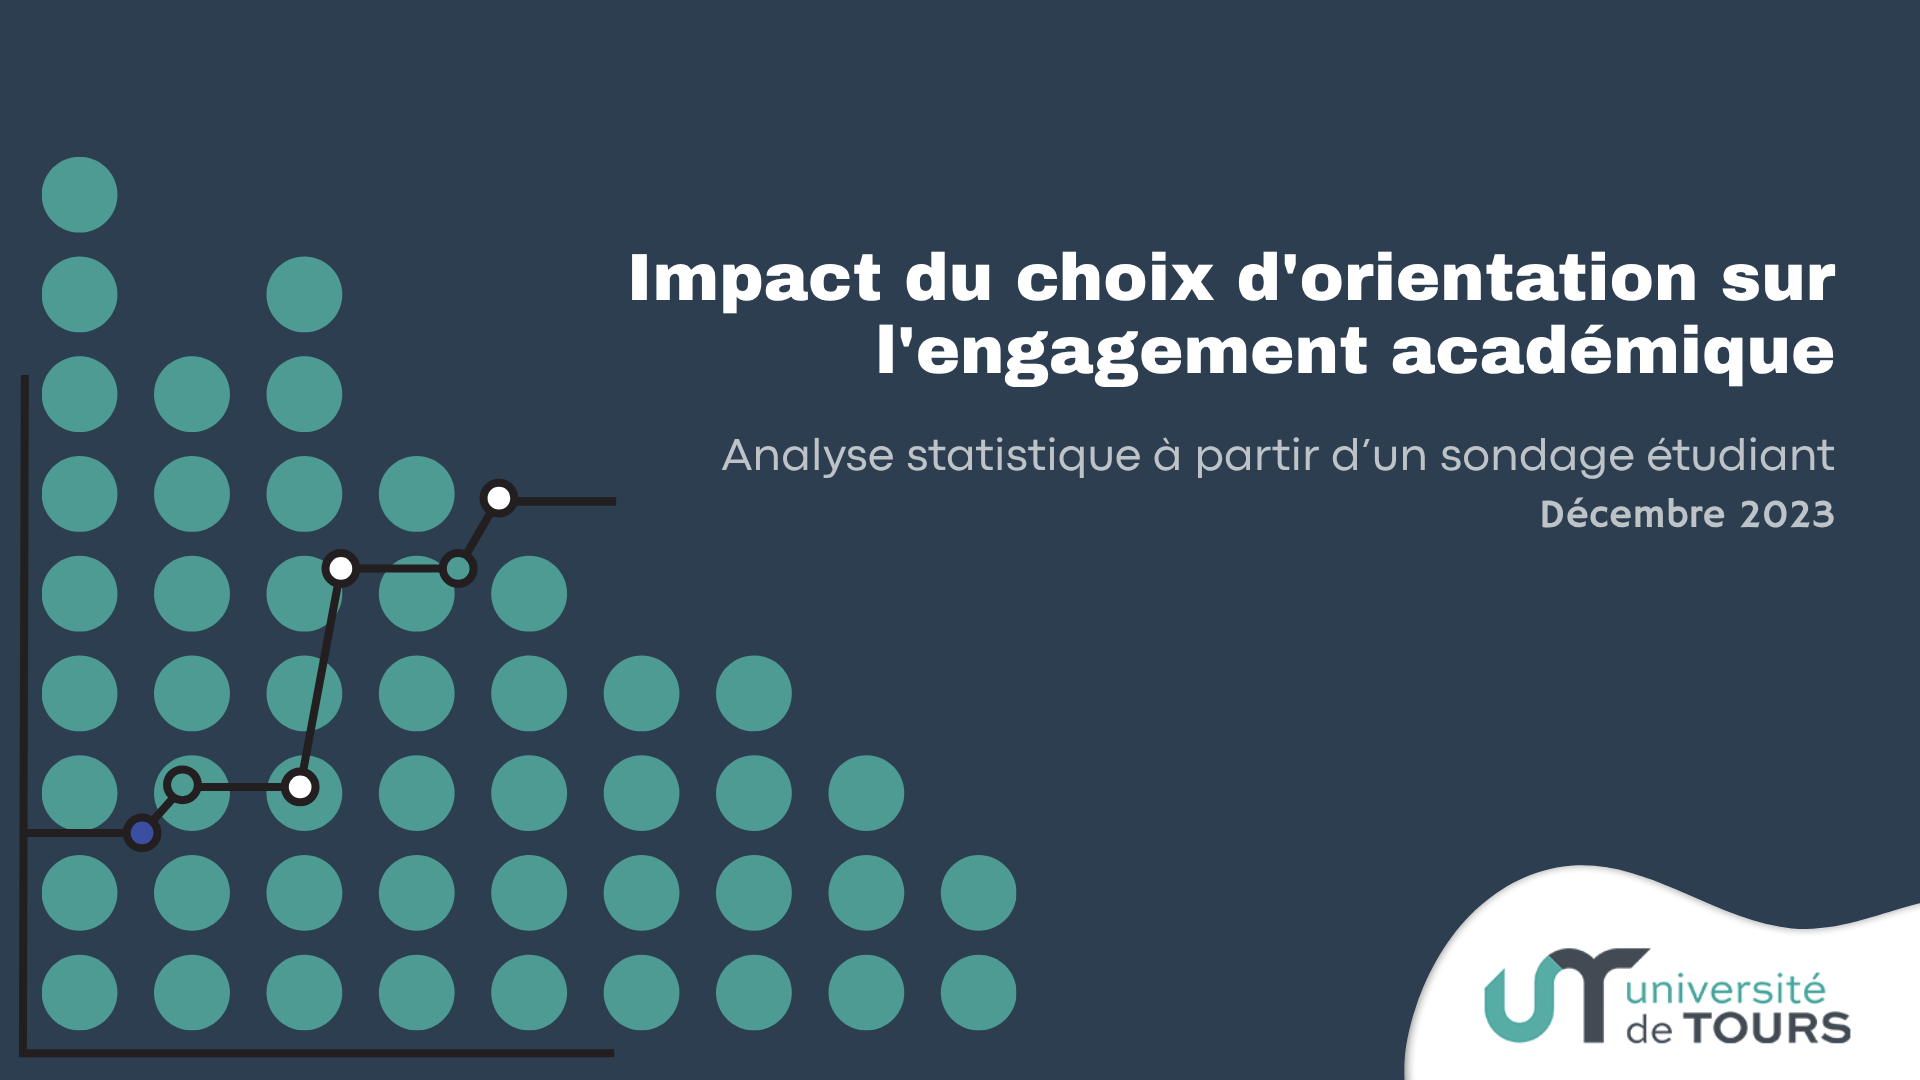 Impact du choix d'orientation sur
l'engagement académique
Analyse statistique à partir d’un sondage étudiant
Décembre 2023
université
de TOURS